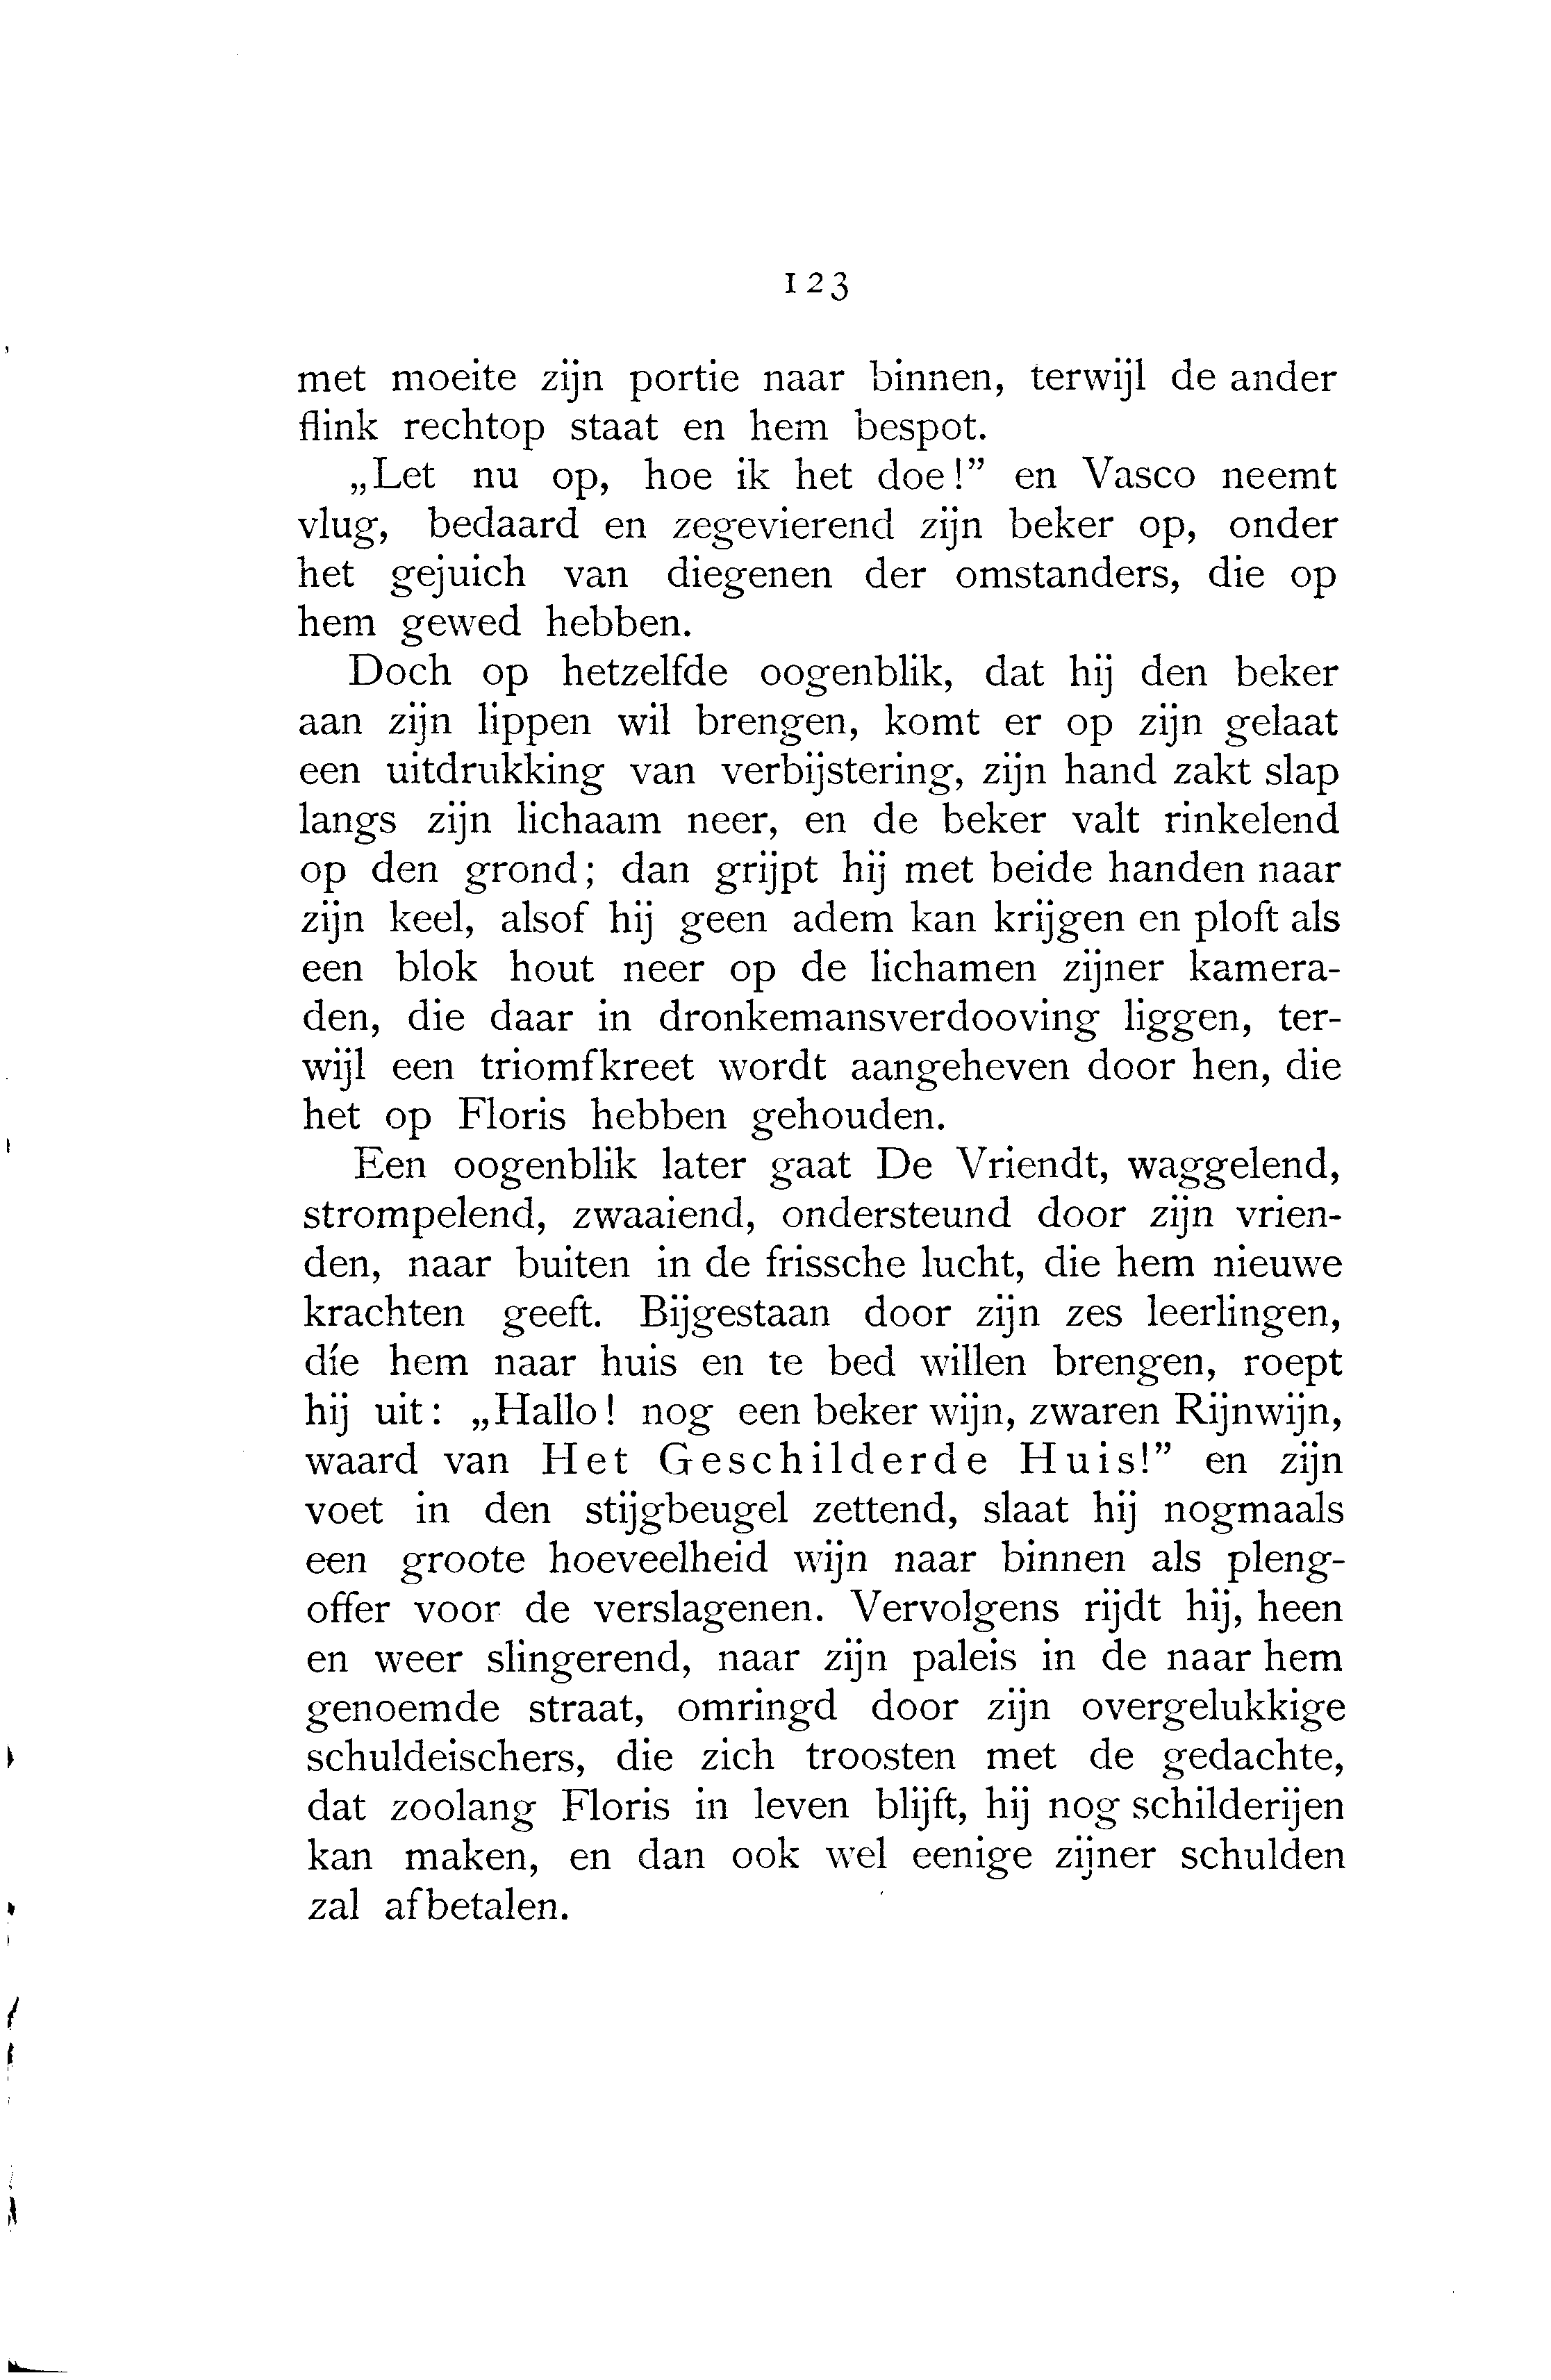 123
met moeite zijn portie naar binnen, terwijl de ander
flink rechtop staat en hem bespot.
„Let nu op, hoe ik het doe!” en Vasco neemt
vlug, bedaard en zegevierend zijn beker op, onder
het gejuich van diegenen der omstanders, die op
hem gewed hebben.
Doch op hetzelfde oogenblik, dat hij den beker
aan zijn lippen wil brengen, komt er op zijn gelaat
een uitdrukking van verbijstering, zijn hand zakt slap
langs zijn lichaam neer, en de beker valt rinkelend
op den grond; dan grijpt hij met beide handen naar
zijn keel, alsof hij geen adem kan krijgen en ploft als
een blok hout neer op de lichamen zijner kamera-
den, die daar in dronkemansverdooving liggen, ter-
wijl een triomfkreet wordt aangeheven door hen, die
het op Floris hebben gehouden.
Een oogenblik later gaat De Vriendt, waggelend,
strompelend, zwaaiend, ondersteund door zijn vrien-
den, naar buiten in de frissche lucht, die hem nieuwe
krachten geeft. Bijgestaan door zijn zes leerlingen,
díe hem naar huis en te bed willen brengen, roept
hij uit: „Hallo! nog een beker wijn, zwaren Rijnwijn,
waard van Het Geschilderde Huis!” en zijn
voet in den stijgbeugel zettend, slaat hij nogmaals
een groote hoeveelheid wijn naar binnen als pleng-
offer voor de verslagenen. Vervolgens rijdt hij, heen
en weer slingerend, naar zijn paleis in de naar hem
genoemde straat, omringd door zijn overgelukkige
schuldeischers, die zich troosten met de gedachte,
dat zoolang Floris in leven blijft, hij nog schilderijen
kan maken, en dan ook wel eenige zijner schulden
zal afbetalen.